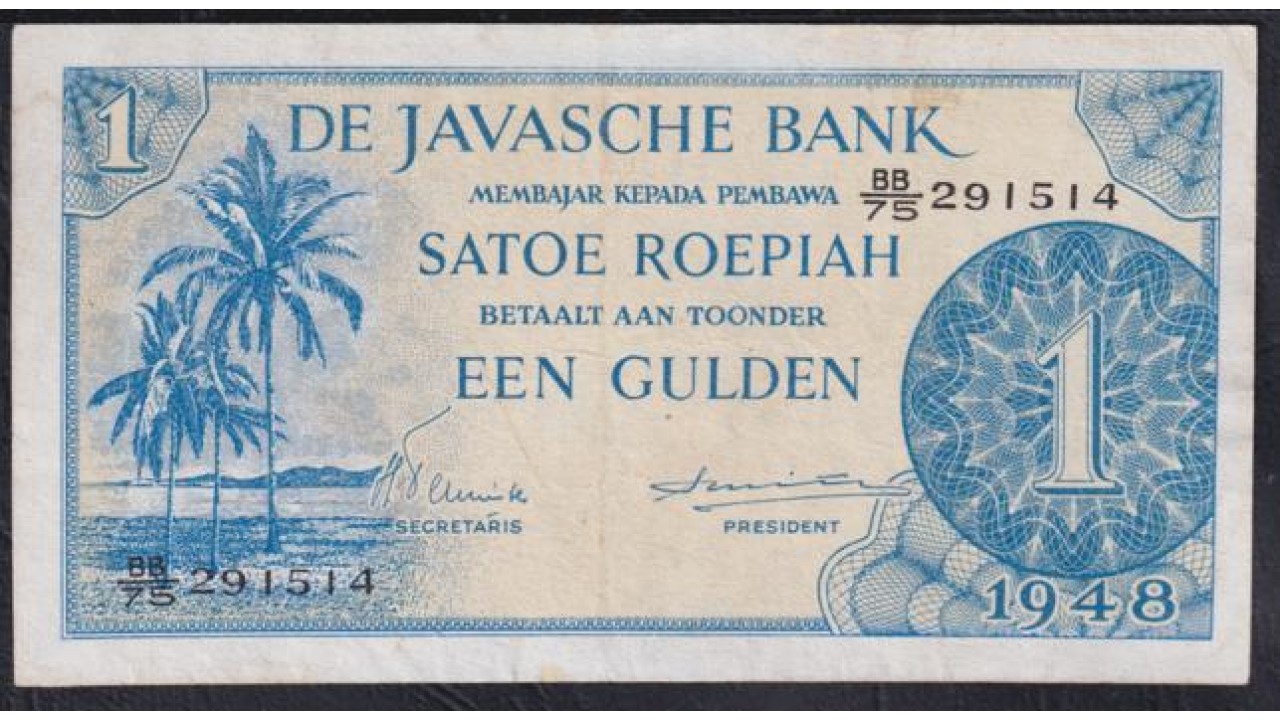 1
DE JAVASCHE BANK
MEMBAJAR KEPADA PEMBAWA
BB/75 291514
SATOE ROEPIAH
BETAALT AAN TOONDER
EEN GULDEN
1
SECRETARIS
PRESIDENT
BB/75 291514
1948